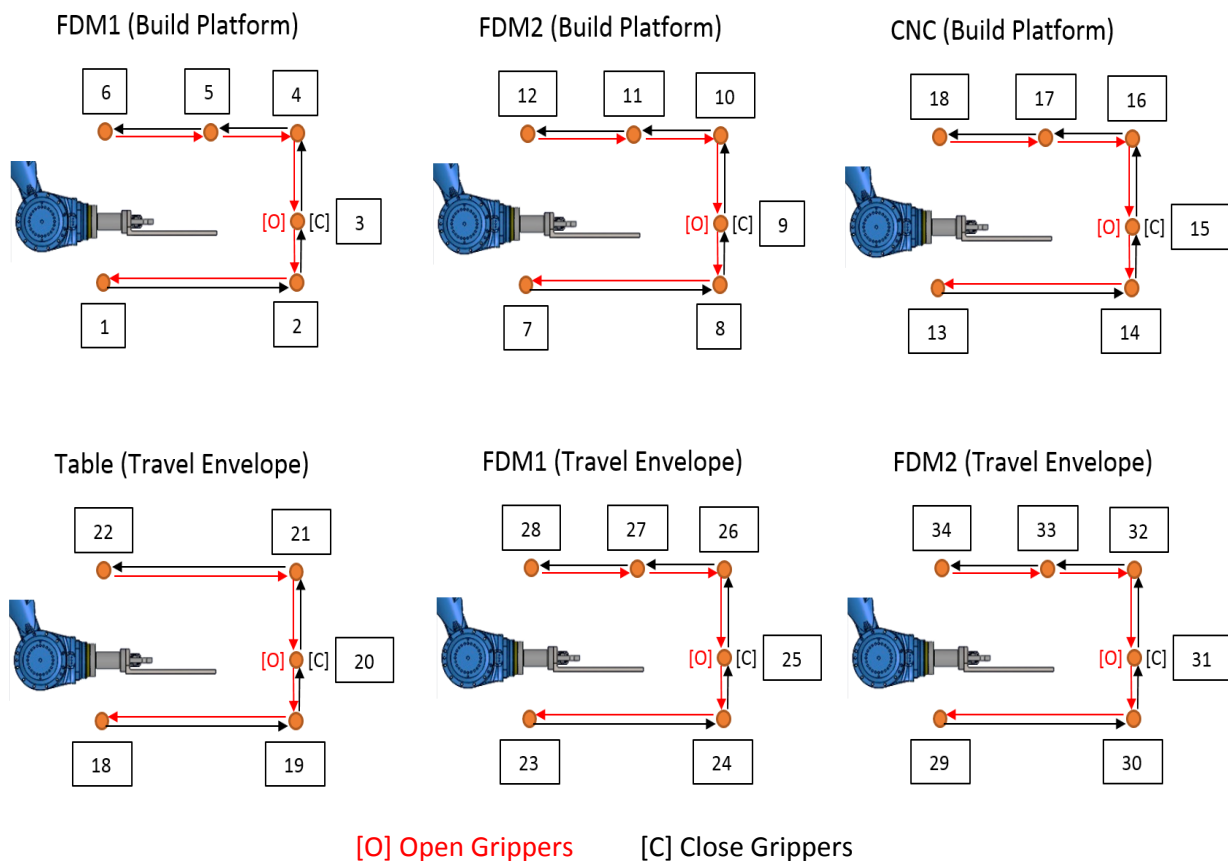 FDM1 (Build Platform)
FDM2 (Build Platform)
CNC (Build Platform)
6 5 4
12 11 10
18 17 16
[O] [C] 3
[O] [C] 9
[O] [C] 15
1 2
7 8
13 14
Table (Travel Envelope)
FDM1 (Travel Envelope)
FDM2 (Travel Envelope)
22 21
28 27 26
34 33 32
[O] [C] 20
[O] [C] 25
[O] [C] 31
18 19
23 24
29 30
[O] Open Grippers [C] Close Grippers